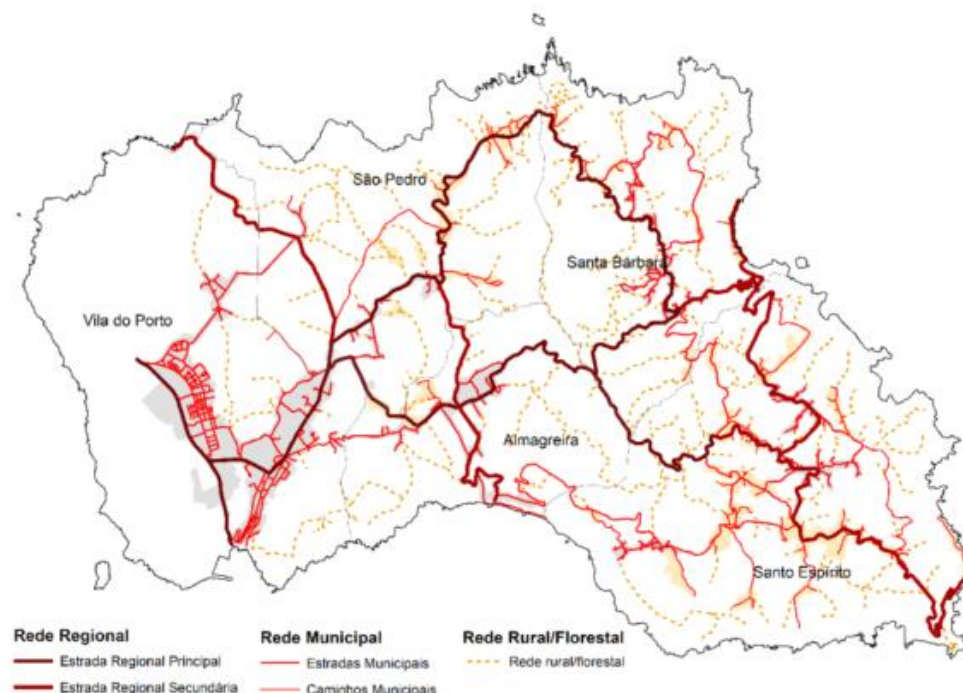 São Pedro
Santa Bárbara
Vila do Porto
Almagreira
Santo Espírito
Rede Regional
Estrada Regional Principal
Estrada Regional Secundária
Rede Municipal
Estradas Municipais
Caminhos Municipais
Rede Rural/Florestal
Rede rural/florestal